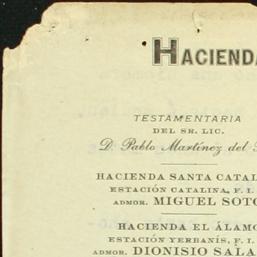 HACIENDA
TESTAMENTARIA
DEL SR. LIC.
D. Pablo Martínez del
HACIENDA SANTA CATAL
ESTACIÓN CATALINA, F. I.
ADMOR. MIGUEL SOTO
HACIENDA EL ÁLAMO
ESTACIÓN YERBANÍS, F. I.
ADMOR. DIONISIO SALA